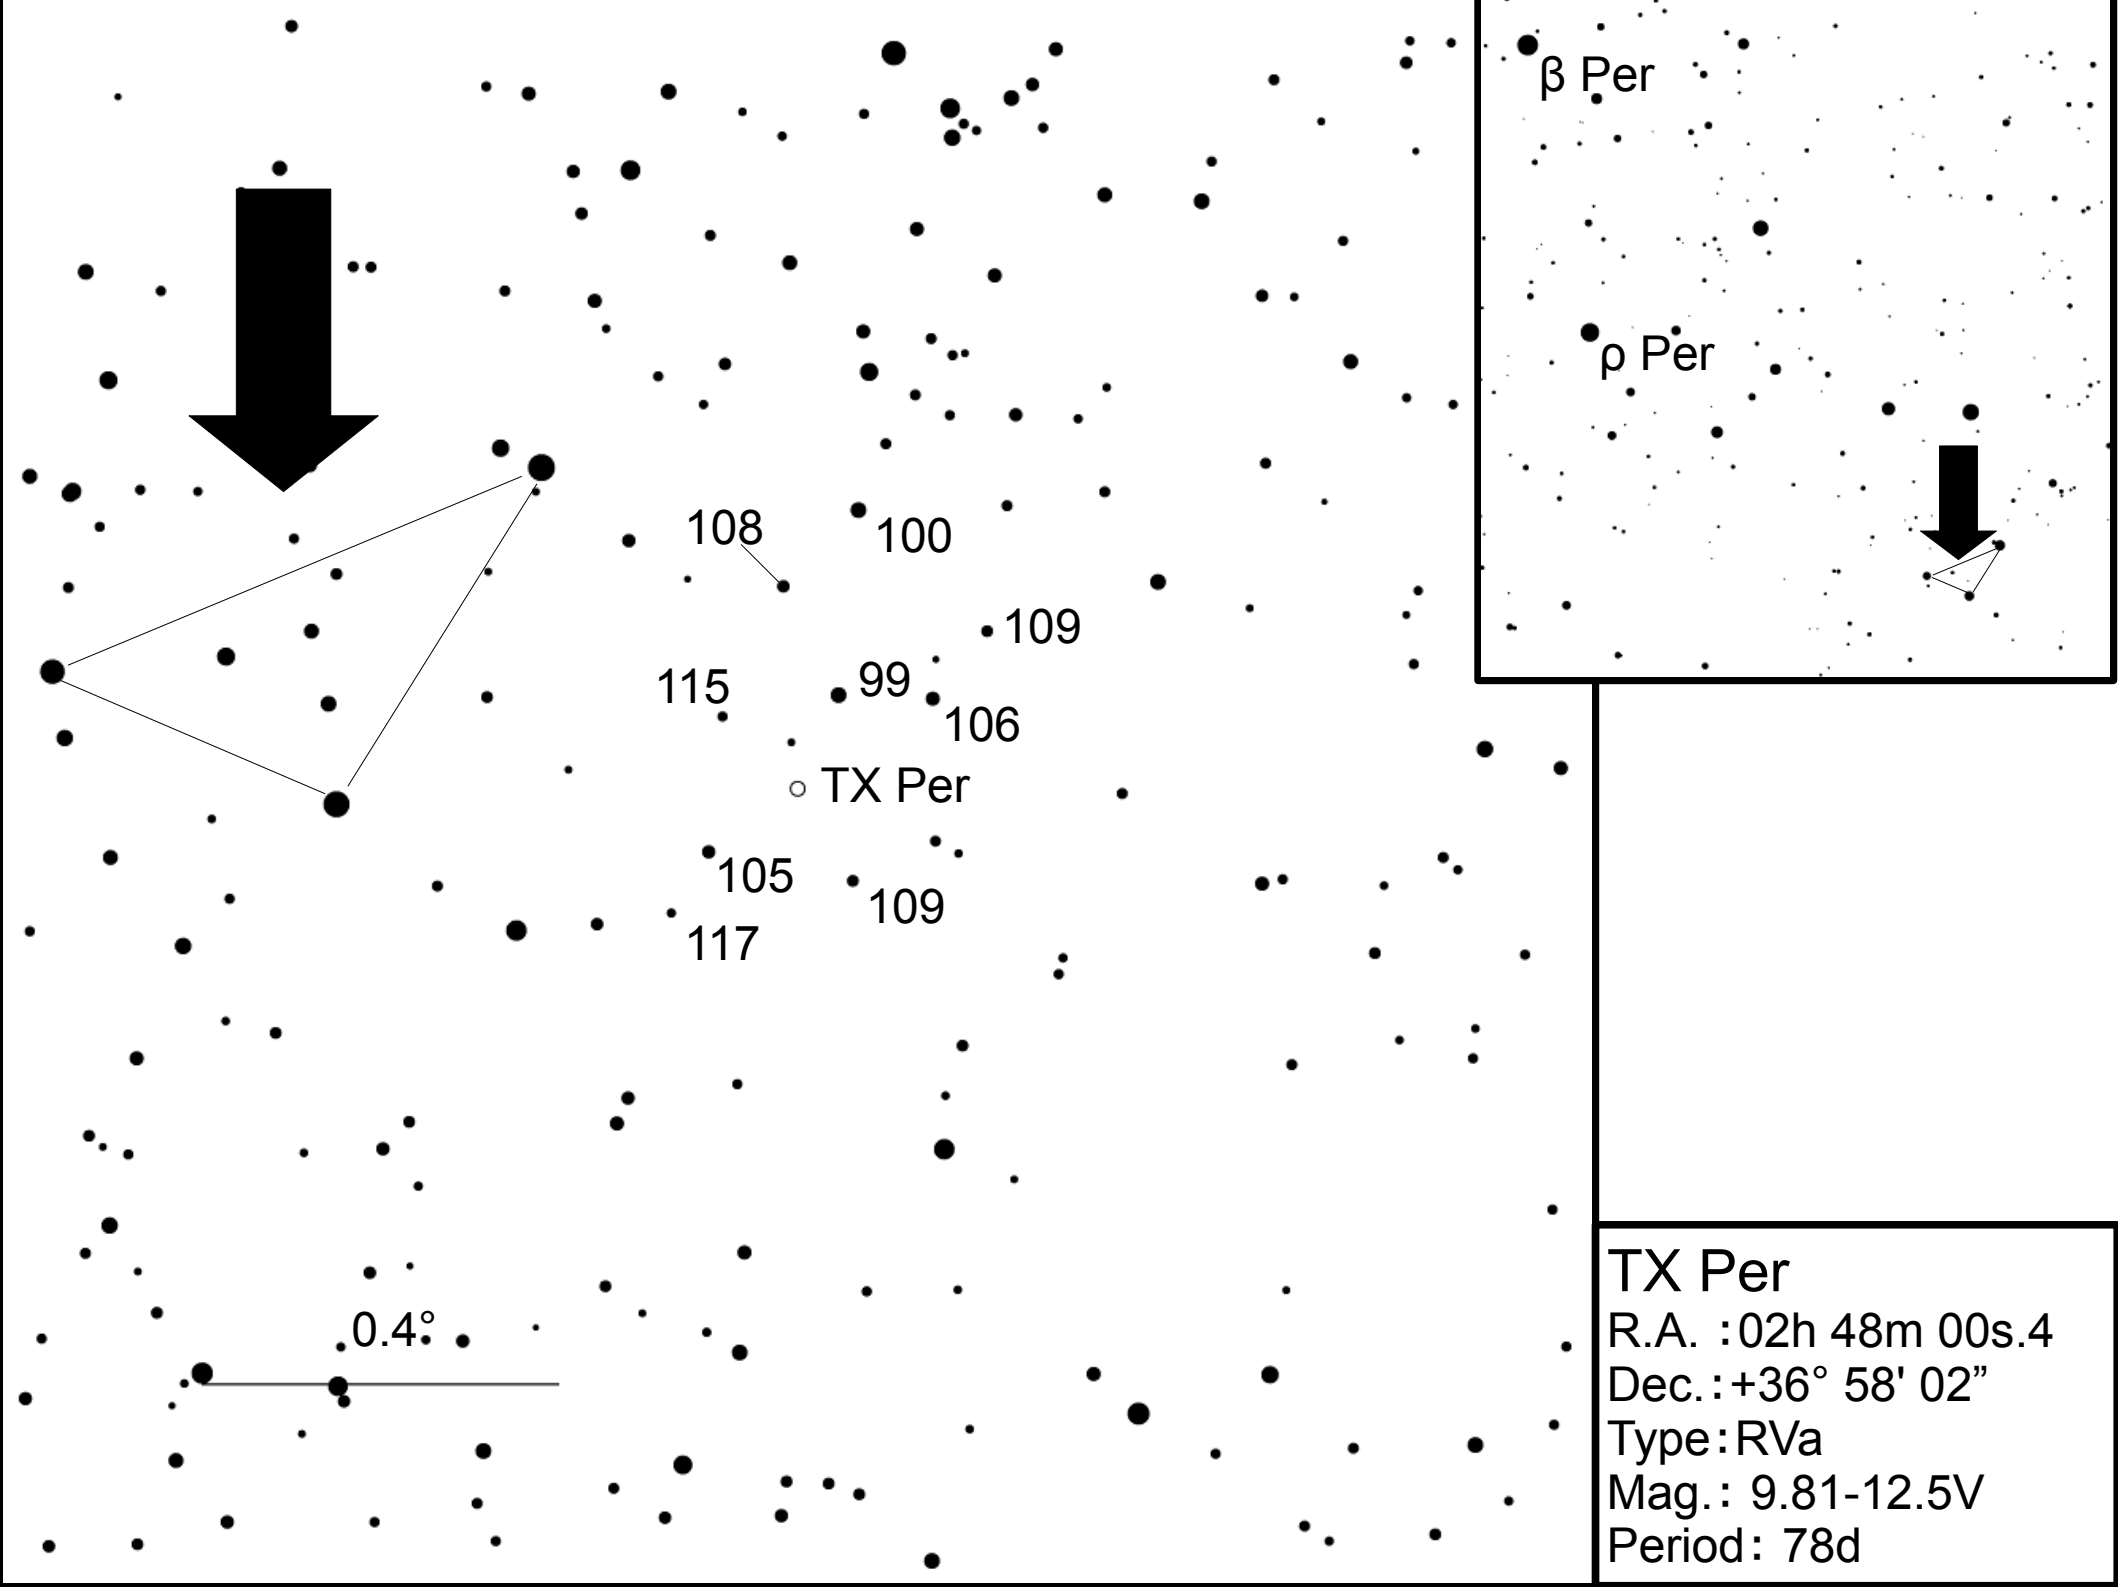 β Per
ρ Per
108
100
109
115
99
106
TX Per
105
109
117
0.4°
TX Per
R.A. :02h 48m 00s.4
Dec.:+36° 58' 02”
Type:RVa
Mag.: 9.81-12.5V
Period: 78d